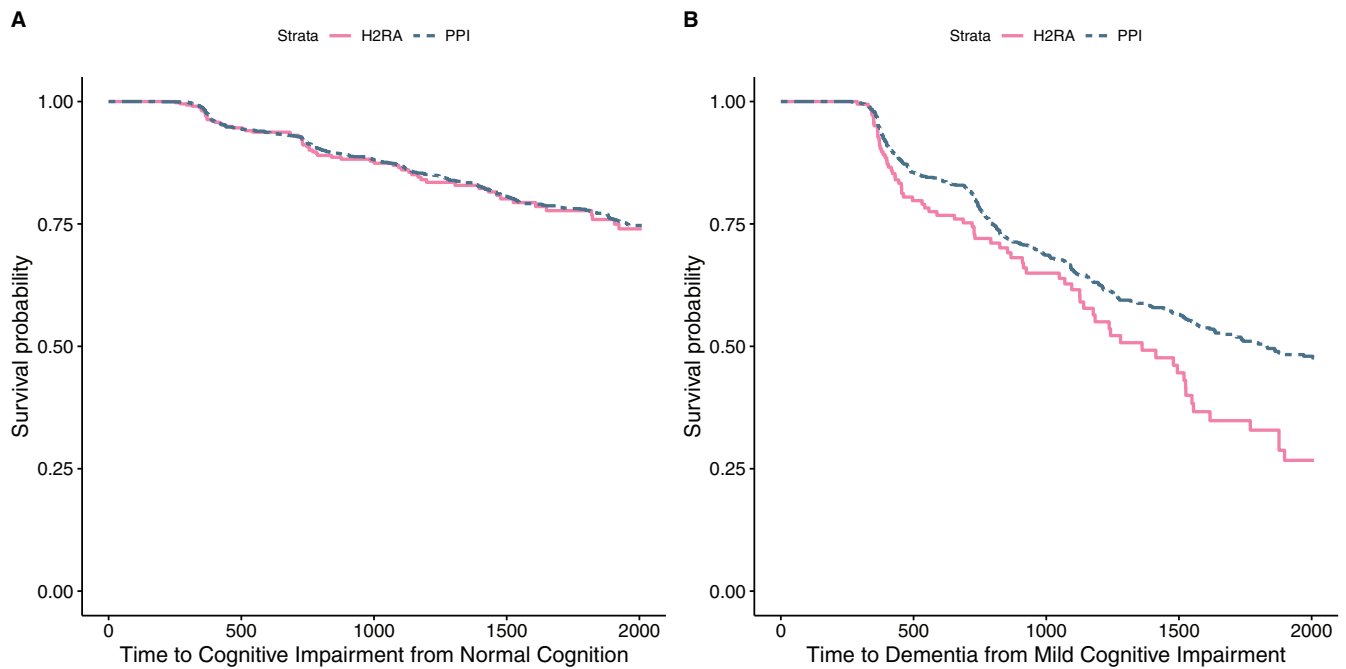 A
Strata H2RA PPI
Survival probability
1.00
0.75
0.50
0.25
0.00
0 500 1000 1500 2000
Time to Cognitive Impairment from Normal Cognition
B
Strata H2RA PPI
Survival probability
1.00
0.75
0.50
0.25
0.00
0 500 1000 1500 2000
Time to Dementia from Mild Cognitive Impairment